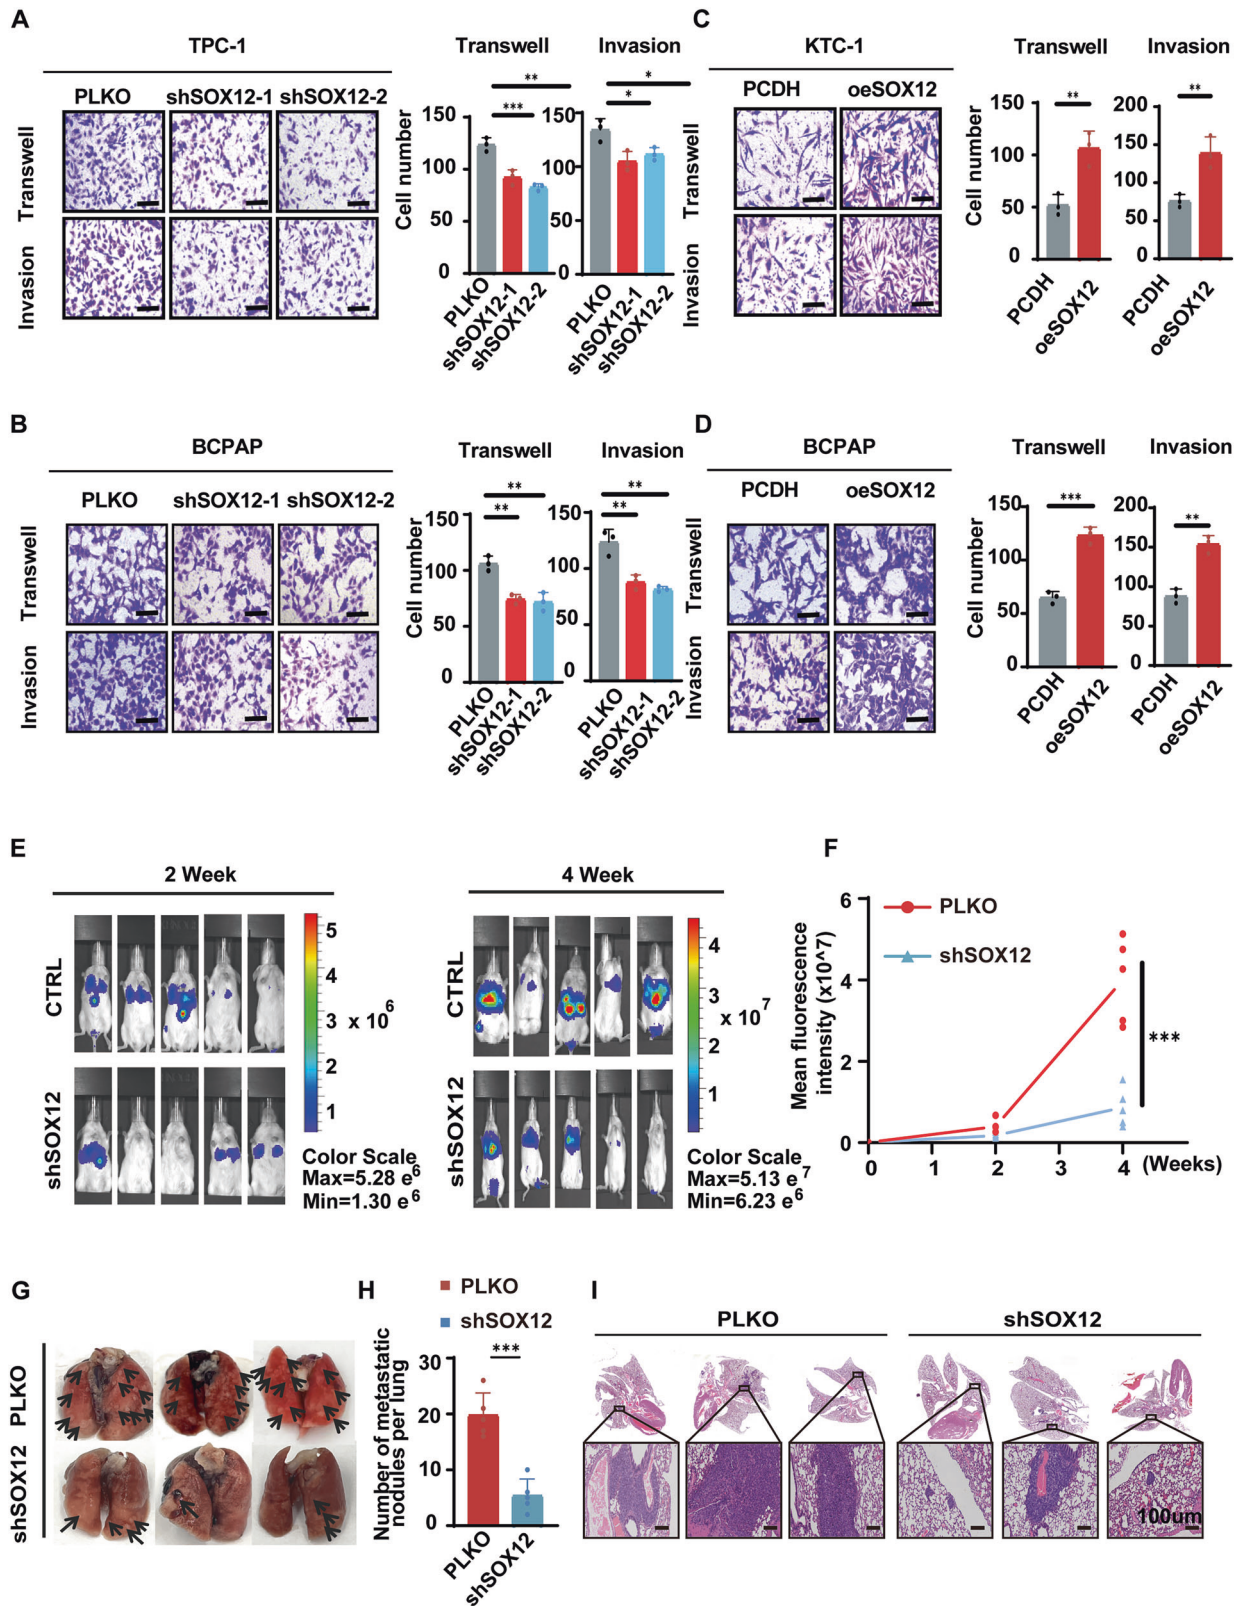 A
TPC-1
PLKO shSOX12-1 shSOX12-2
Transwell
Invasion
Transwell
Invasion
Cell number
150
100
50
0
**
***
PLKO
shSOX12-1
shSOX12-2
150
100
50
0
*
*
PLKO
shSOX12-1
shSOX12-2
C
KTC-1
PCDH oeSOX12
Transwell
Invasion
Transwell
Invasion
Cell number
150
100
50
0
**
PCDH
oeSOX12
200
150
100
50
0
**
PCDH
oeSOX12
B
BCPAP
PLKO shSOX12-1 shSOX12-2
Transwell
Invasion
Transwell
Invasion
Cell number
150
100
50
0
**
**
PLKO
shSOX12-1
shSOX12-2
150
100
50
0
**
**
PLKO
shSOX12-1
shSOX12-2
D
BCPAP
PCDH oeSOX12
Transwell
Invasion
Transwell
Invasion
Cell number
150
100
50
0
***
PCDH
oeSOX12
200
150
100
50
0
**
PCDH
oeSOX12
E
2 Week
CTRL
shSOX12
5
4
3
2
1
x 10^6
Color Scale
Max=5.28 e^6
Min=1.30 e^6
4 Week
CTRL
shSOX12
4
3
2
1
x 10^7
Color Scale
Max=5.13 e^7
Min=6.23 e^6
F
Mean fluorescence
intensity (x10^7)
6
4
2
0
PLKO
shSOX12
***
0 1 2 3 4 (Weeks)
G
PLKO
shSOX12
H
PLKO
shSOX12
Number of metastatic
nodules per lung
30
20
10
0
***
PLKO
shSOX12
I
PLKO
shSOX12
100um